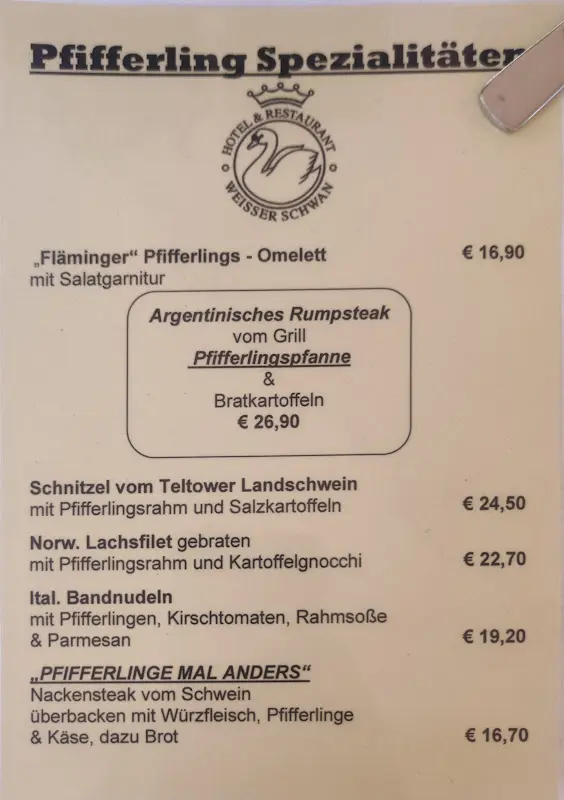 Pfifferling Spezialitäten
HOTEL & RESTAURANT
WEISSER SCHWAN
„Fläminger“ Pfifferlings - Omelett € 16,90
mit Salatgarnitur
Argentinisches Rumpsteak
vom Grill
Pfifferlingspfanne
&
Bratkartoffeln
€ 26,90
Schnitzel vom Teltower Landschwein
mit Pfifferlingsrahm und Salzkartoffeln € 24,50
Norw. Lachsfilet gebraten
mit Pfifferlingsrahm und Kartoffelgnocchi € 22,70
Ital. Bandnudeln
mit Pfifferlingen, Kirschtomaten, Rahmsoße
& Parmesan € 19,20
„PFIFFERLINGE MAL ANDERS“
Nackensteak vom Schwein
überbacken mit Würzfleisch, Pfifferlinge
& Käse, dazu Brot € 16,70